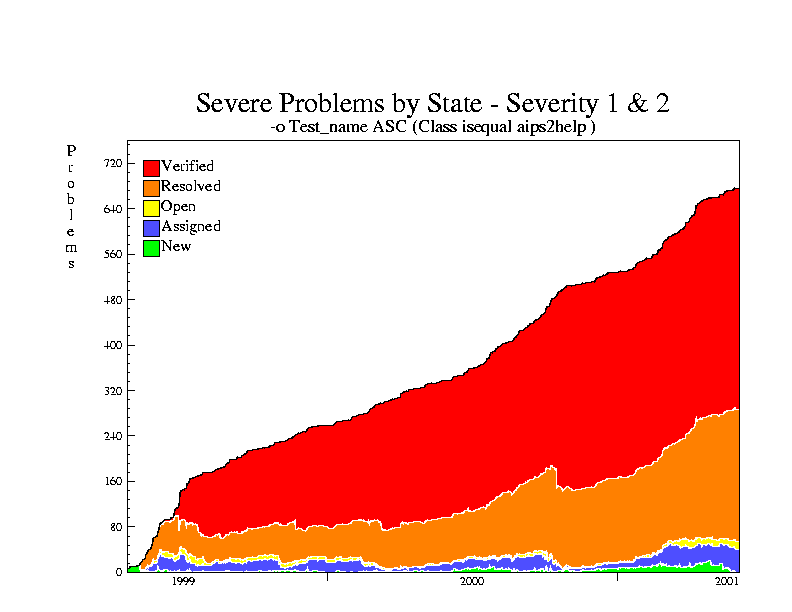 Severe Problems by State - Severity 1 & 2
-o Test_name ASC (Class isequal aips2help )
Problems
720
640
560
480
400
320
240
160
80
0
Verified
Resolved
Open
Assigned
New
1999
2000
2001